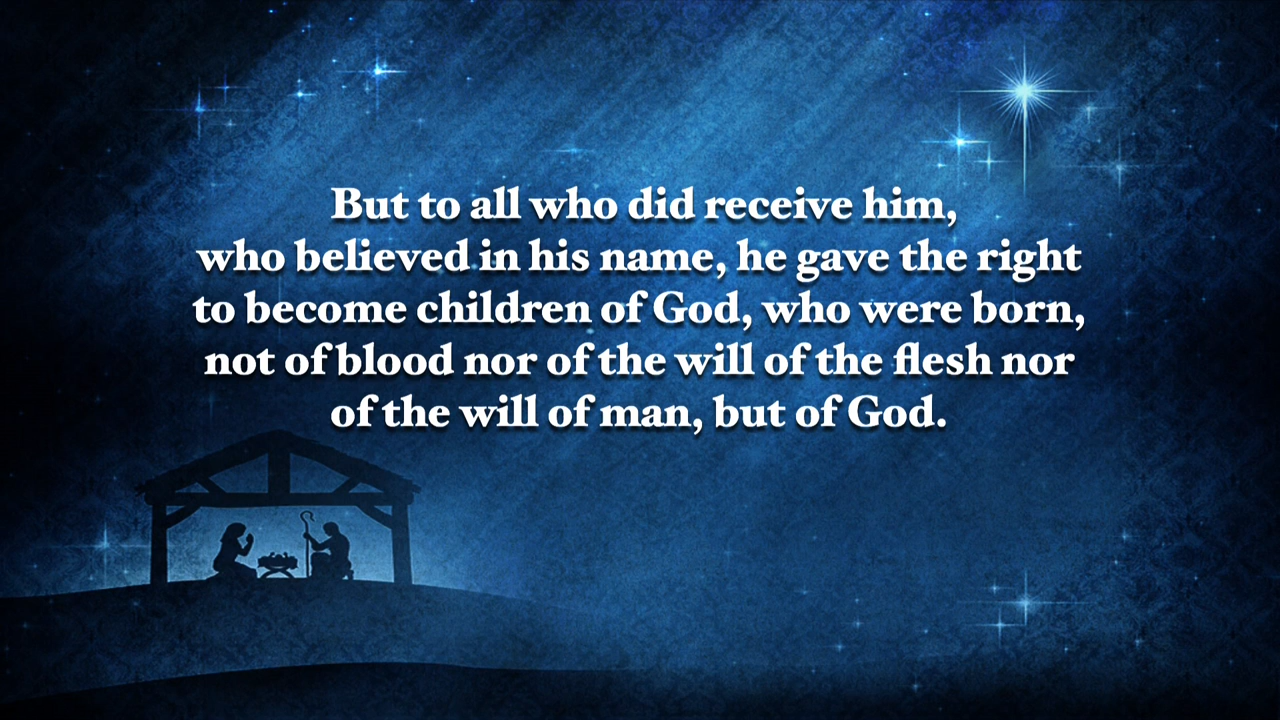 But to all who did receive him,
who believed in his name, he gave the right
to become children of God, who were born,
not of blood nor of the will of the flesh nor
of the will of man, but of God.